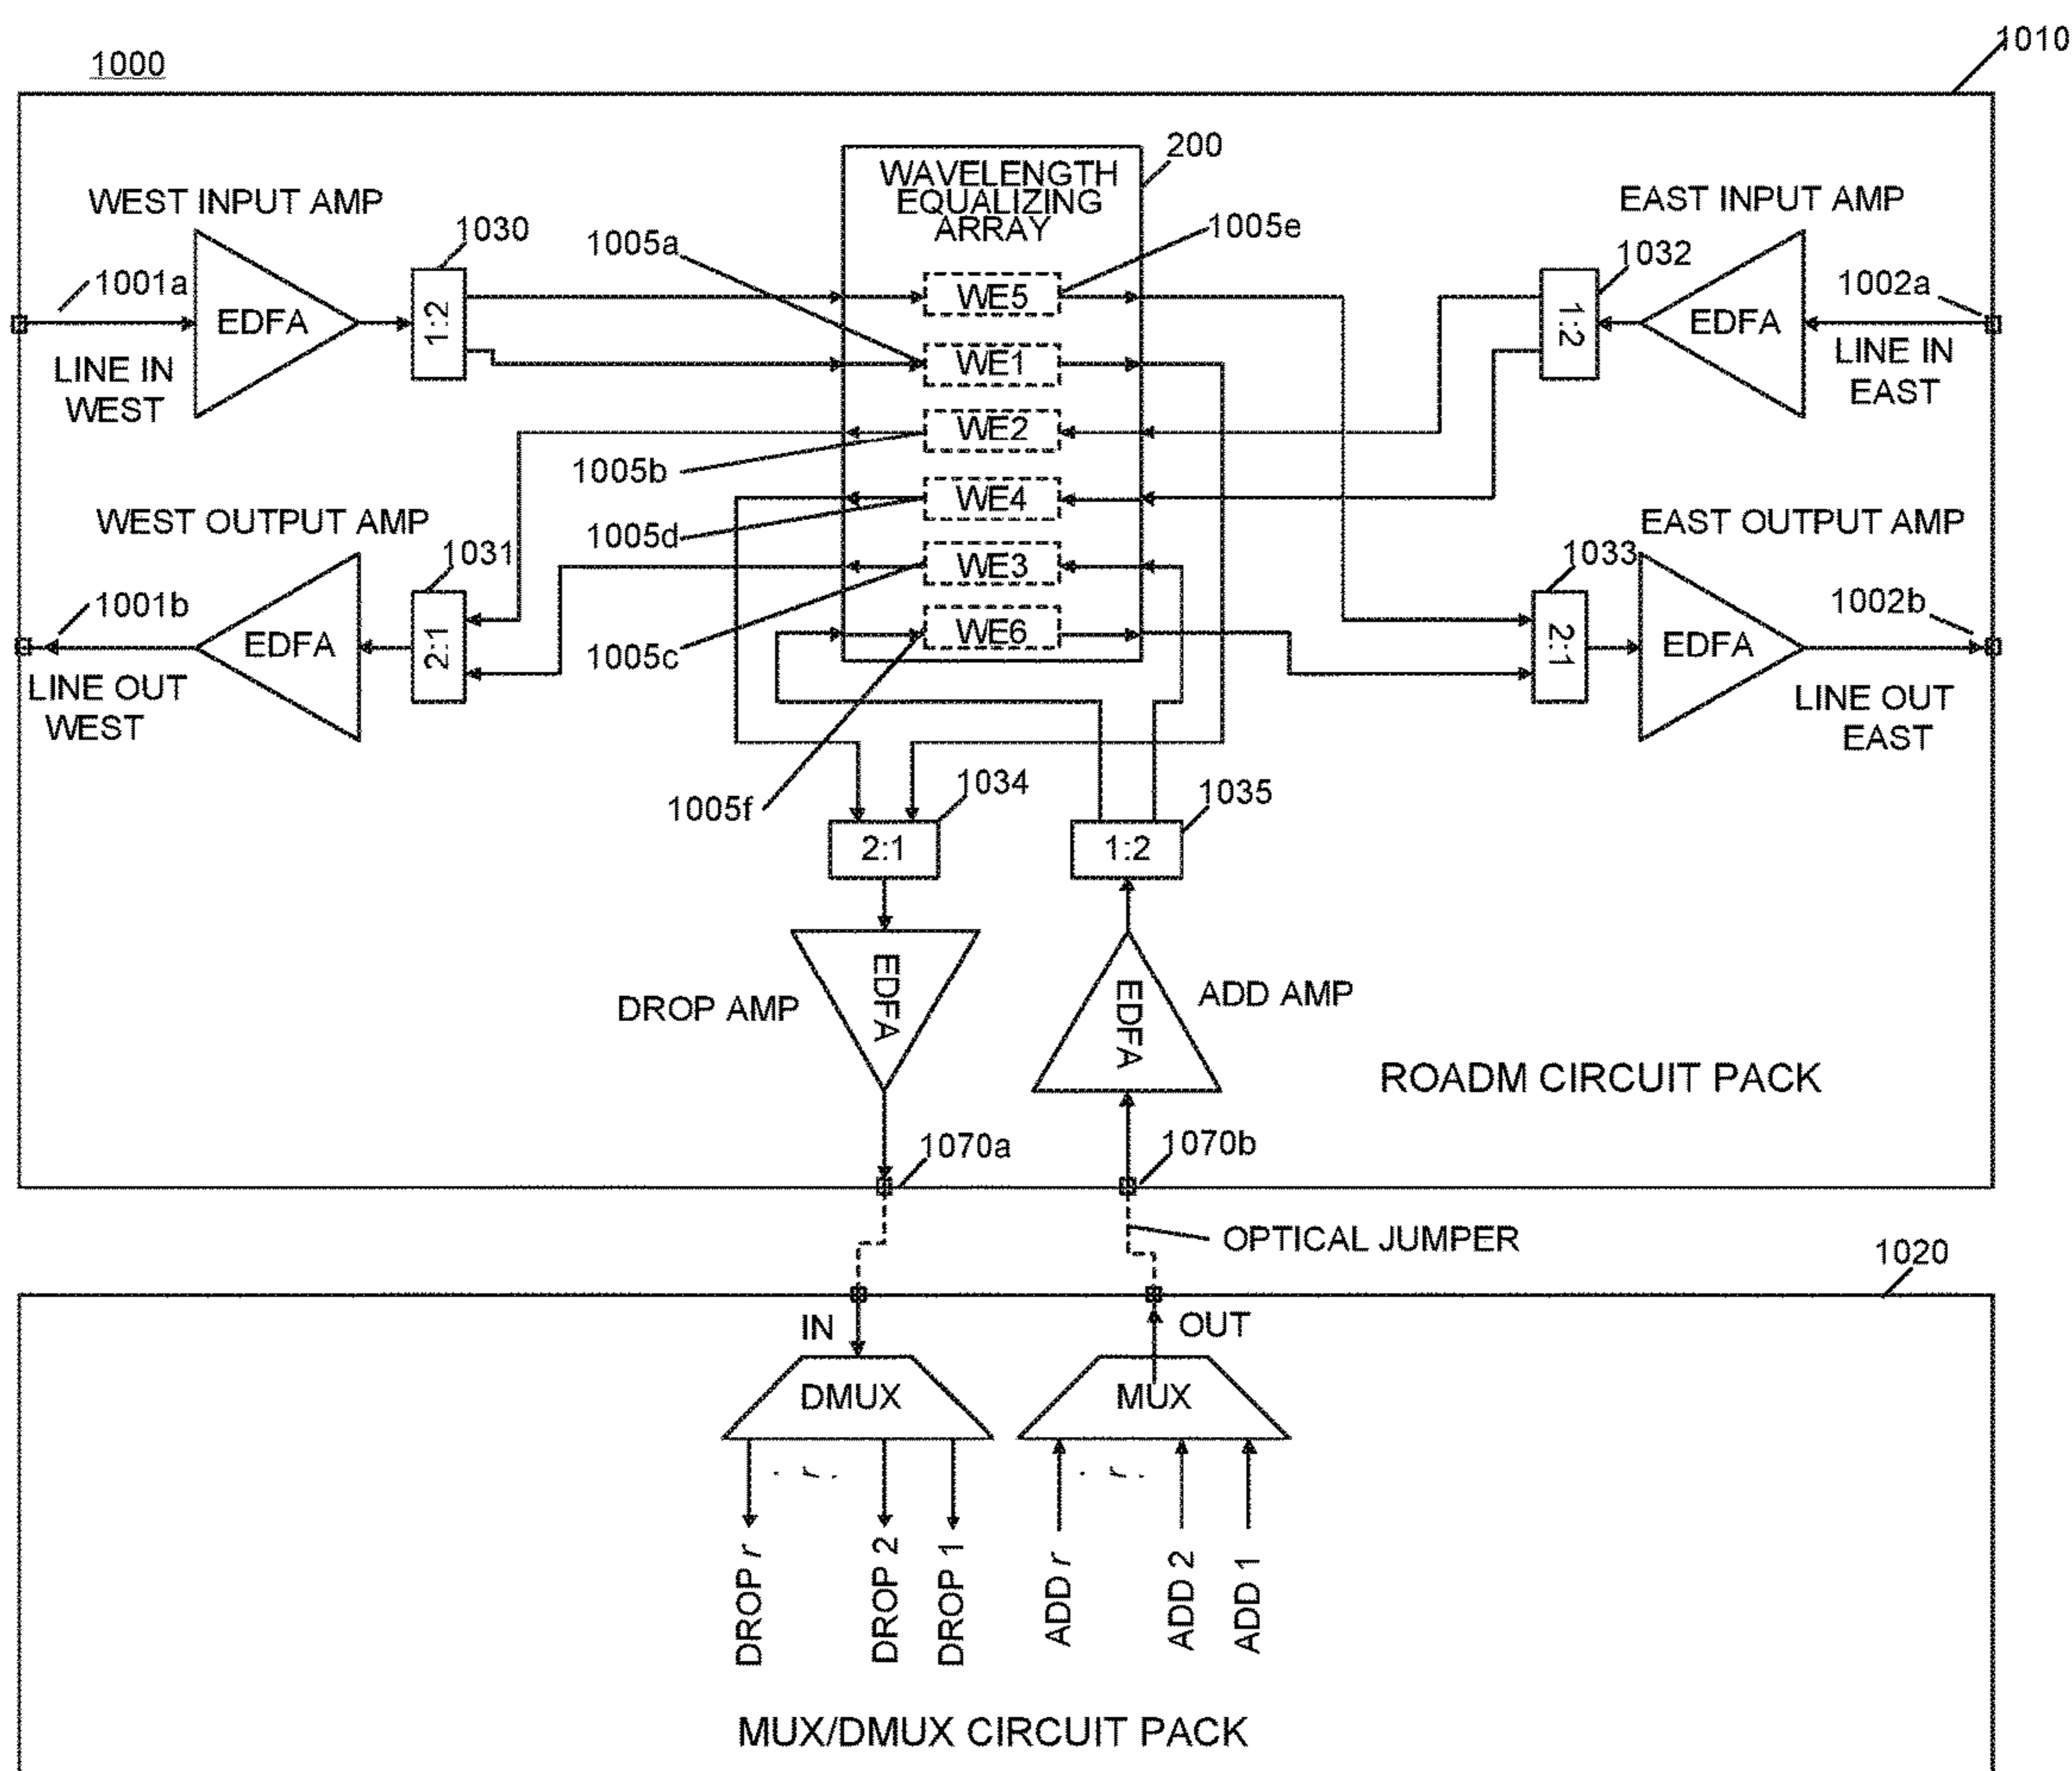 1010
1000
200
WAVELENGTH
EQUALIZING
ARRAY
WEST INPUT AMP
EAST INPUT AMP
1030
1005a
1005e
1032
1001a
1002a
EDFA
1:2
WE5
1:2
EDFA
LINE IN
WEST
LINE IN
EAST
WE1
WE2
1005b
WE4
WEST OUTPUT AMP
EAST OUTPUT AMP
1005d
1031
1033
WE3
1001b
1002b
EDFA
2:1
WE6
2:1
EDFA
1005c
LINE OUT
WEST
LINE OUT
EAST
1034
1035
1005f
2:1
1:2
EDFA
EDFA
DROP AMP
ADD AMP
ROADM CIRCUIT PACK
1070a
1070b
OPTICAL JUMPER
1020
IN
OUT
DMUX
MUX
. r .
. r .
DROP r
DROP 2
DROP 1
ADD r
ADD 2
ADD 1
MUX/DMUX CIRCUIT PACK